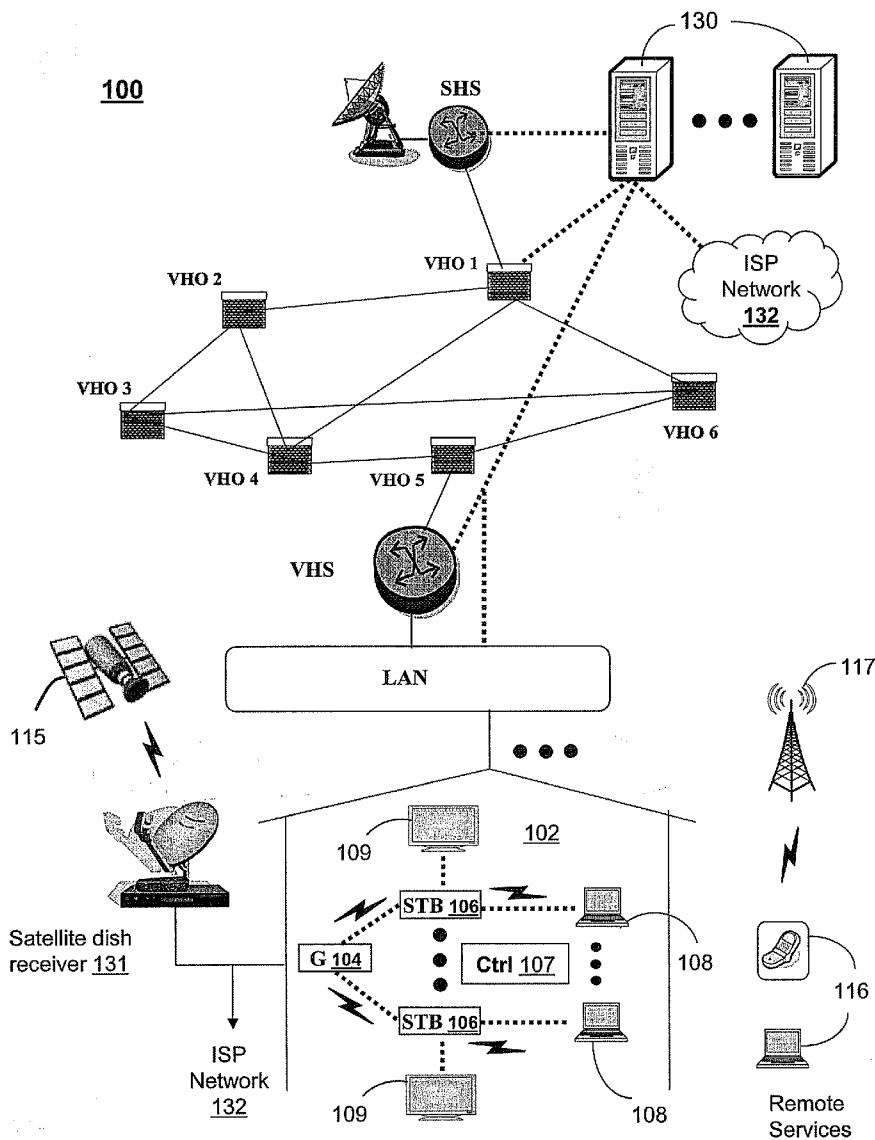 130
100
SHS
VHO 1
ISP
Network
132
VHO 2
VHO 3
VHO 6
VHO 4
VHO 5
VHS
LAN
117
115
109
102
STB 106
108
Satellite dish
receiver 131
G 104
Ctrl 107
116
STB 106
ISP
Network
132
109
108
Remote
Services